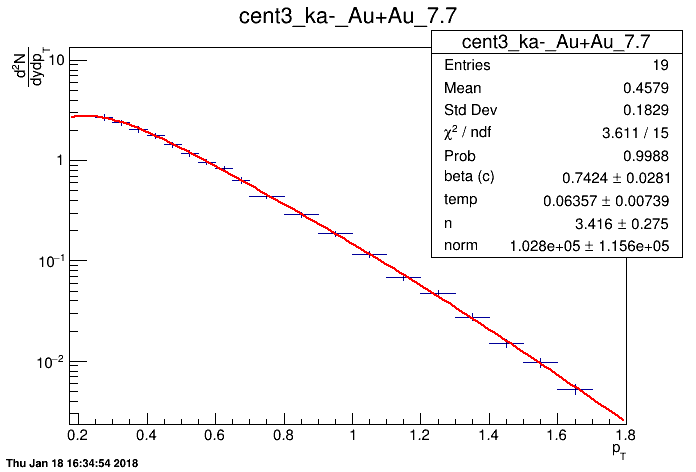 cent3_ka-_Au+Au_7.7
d²N
dydp_T
cent3_ka-_Au+Au_7.7
Entries 19
Mean 0.4579
Std Dev 0.1829
χ² / ndf 3.611 / 15
Prob 0.9988
beta (c) 0.7424 ± 0.0281
temp 0.06357 ± 0.00739
n 3.416 ± 0.275
norm 1.028e+05 ± 1.156e+05
10
1
10⁻¹
10⁻²
0.2 0.4 0.6 0.8 1 1.2 1.4 1.6 1.8
p_T
Thu Jan 18 16:34:54 2018